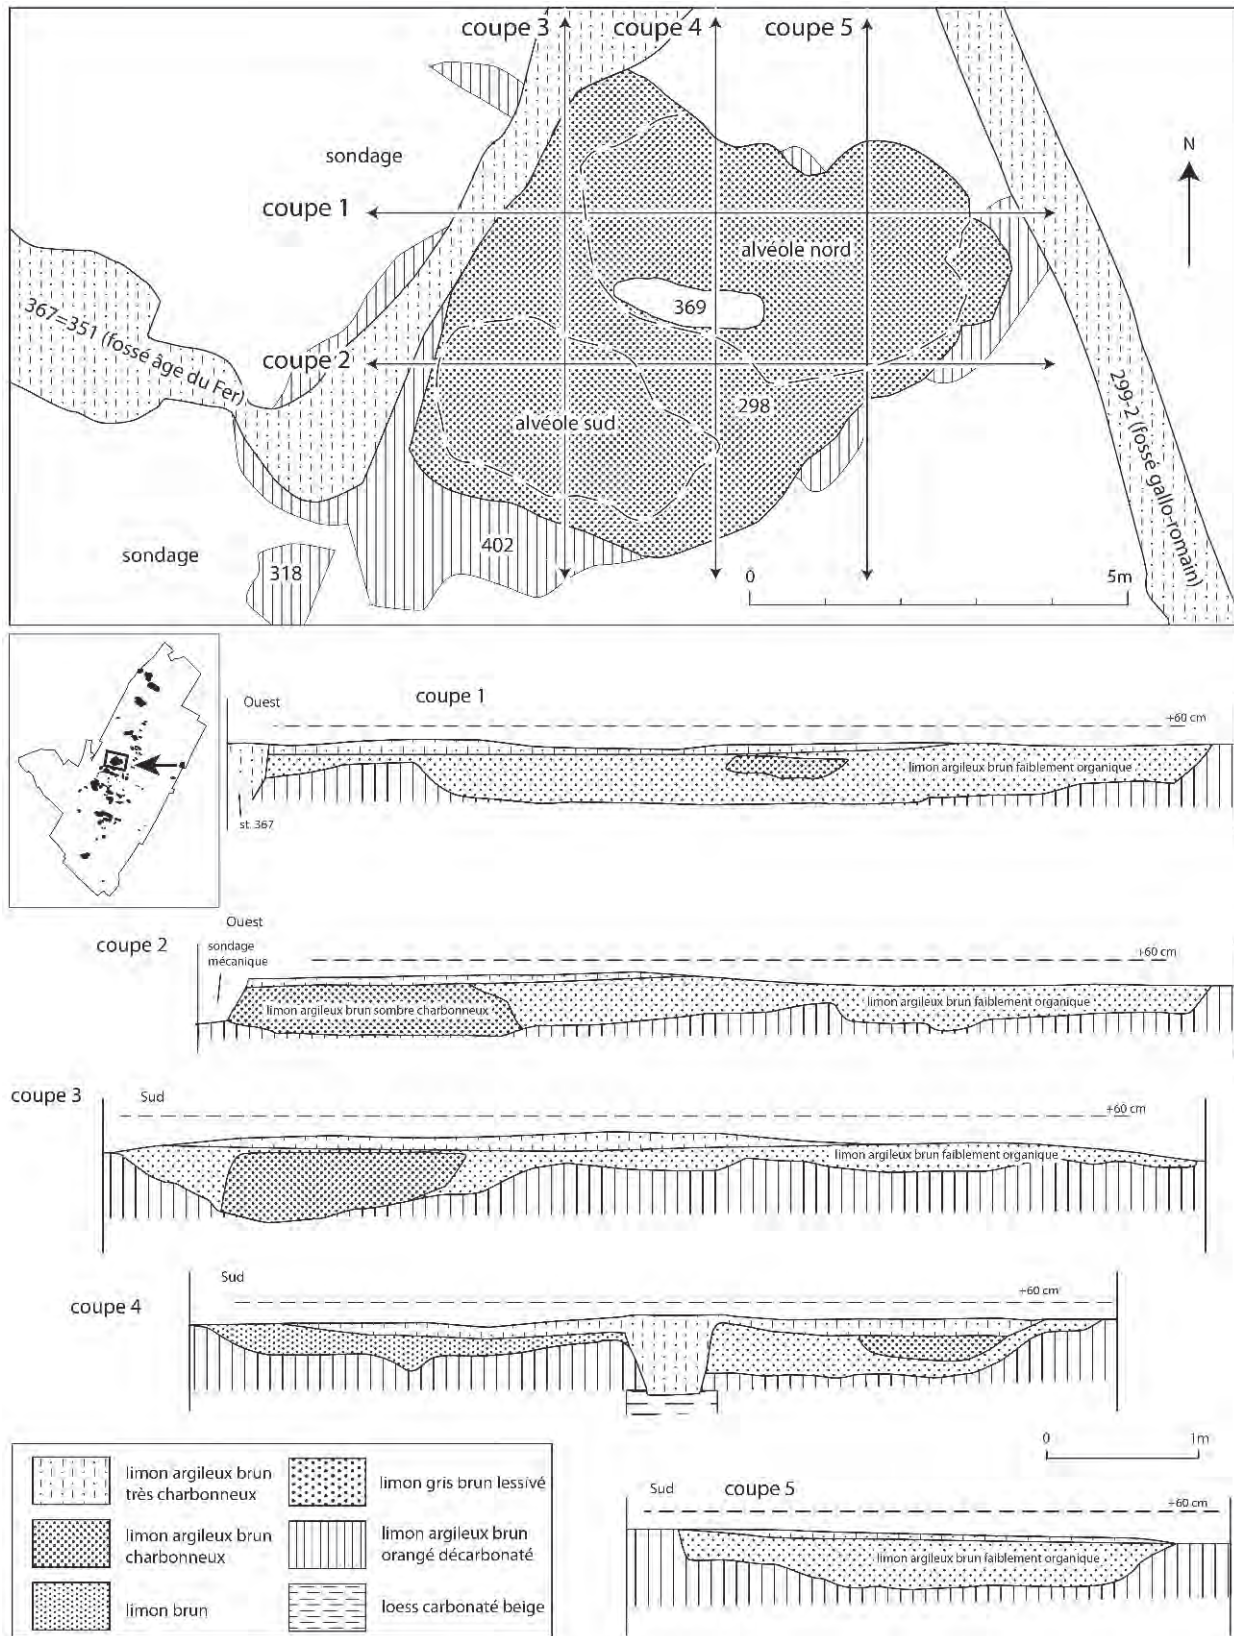 coupe 3
coupe 4
coupe 5
N
sondage
coupe 1
alvéole nord
367=351 (fossé âge du Fer)
369
coupe 2
299-2 (fossé gallo-romain)
298
alvéole sud
402
sondage
318
0
5m
coupe 1
Ouest
+60 cm
limon argileux brun faiblement organique
st. 367
Ouest
coupe 2
sondage
mécanique
+60 cm
limon argileux brun sombre charbonneux
limon argileux brun faiblement organique
coupe 3
Sud
+60 cm
limon argileux brun faiblement organique
Sud
coupe 4
+60 cm
0
1m
limon argileux brun
très charbonneux
limon gris brun lessivé
limon argileux brun
charbonneux
limon argileux brun
orangé décarbonaté
limon brun
loess carbonaté beige
Sud
coupe 5
+60 cm
limon argileux brun faiblement organique